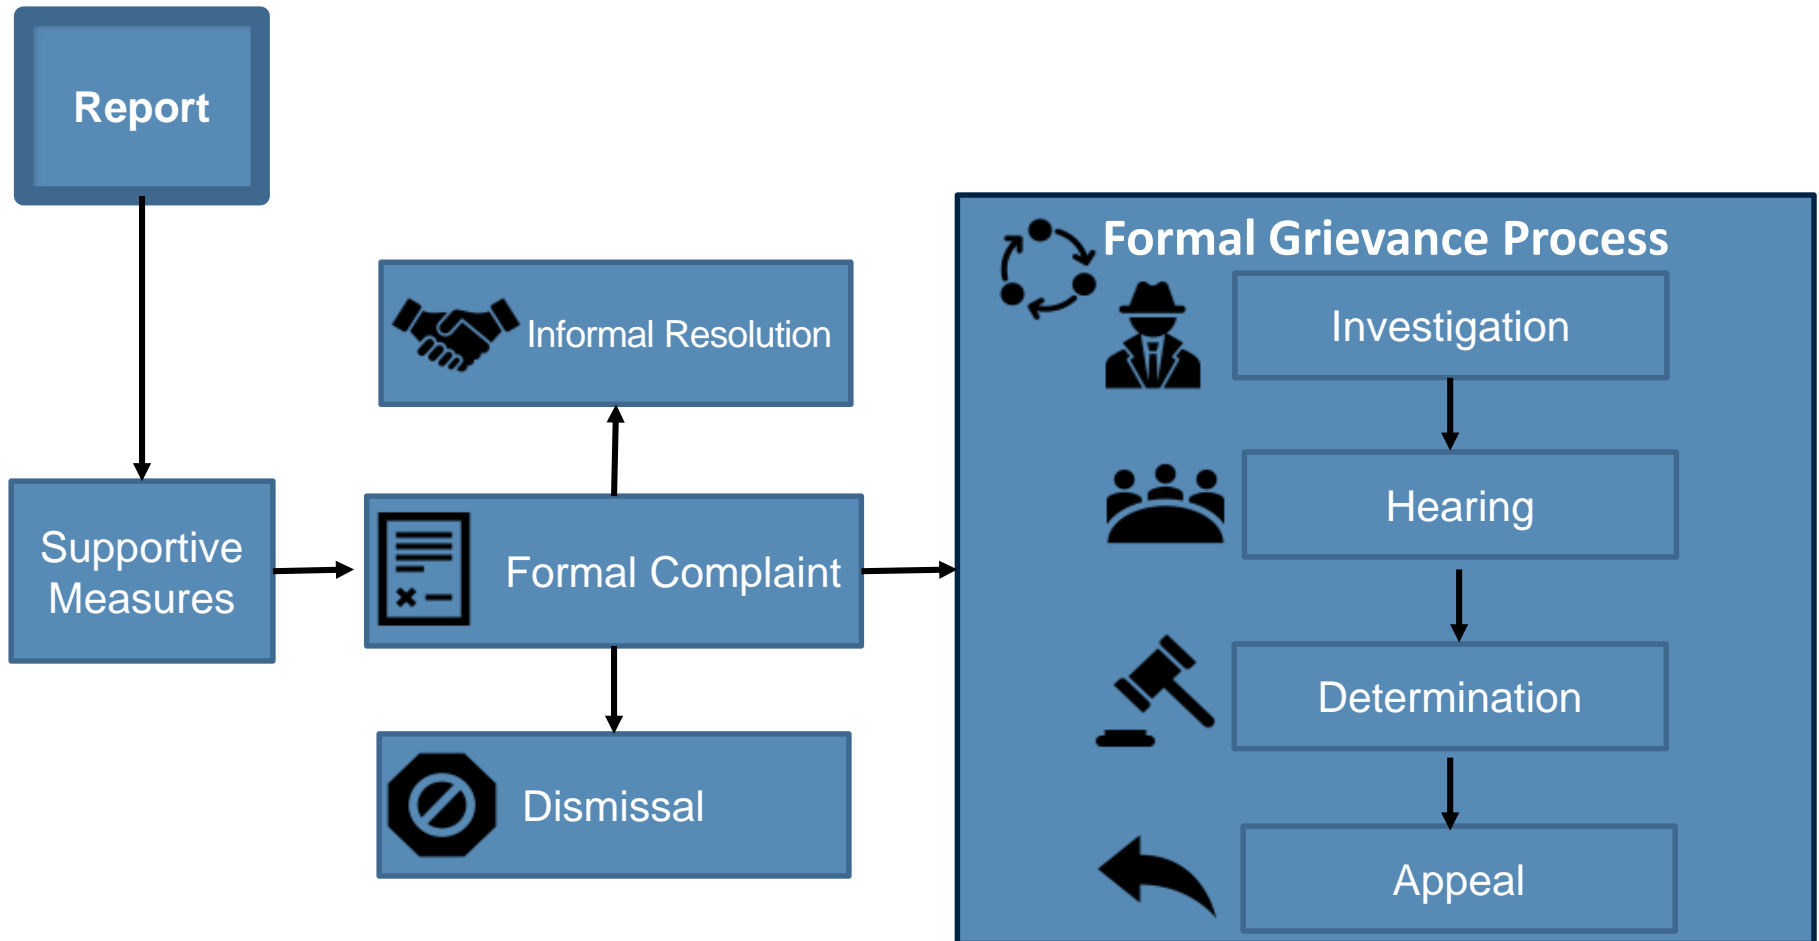 Report
Supportive
Measures
Informal Resolution
Formal Complaint
Dismissal
Formal Grievance Process
Investigation
Hearing
Determination
Appeal